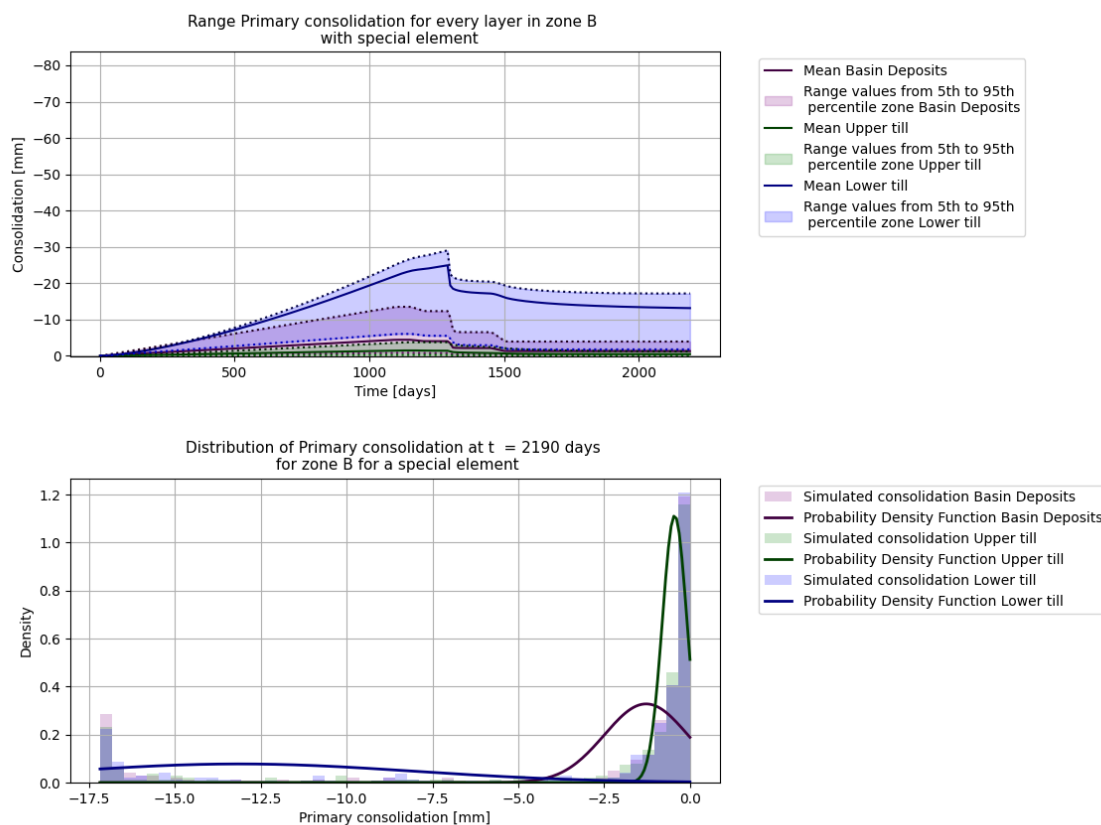 Range Primary consolidation for every layer in zone B
with special element
Consolidation [mm]
−80
−70
−60
−50
−40
−30
−20
−10
0
0
500
1000
1500
2000
Time [days]
Mean Basin Deposits
Range values from 5th to 95th
percentile zone Basin Deposits
Mean Upper till
Range values from 5th to 95th
percentile zone Upper till
Mean Lower till
Range values from 5th to 95th
percentile zone Lower till
Distribution of Primary consolidation at t  = 2190 days
for zone B for a special element
Density
1.2
1.0
0.8
0.6
0.4
0.2
0.0
−17.5
−15.0
−12.5
−10.0
−7.5
−5.0
−2.5
0.0
Primary consolidation [mm]
Simulated consolidation Basin Deposits
Probability Density Function Basin Deposits
Simulated consolidation Upper till
Probability Density Function Upper till
Simulated consolidation Lower till
Probability Density Function Lower till